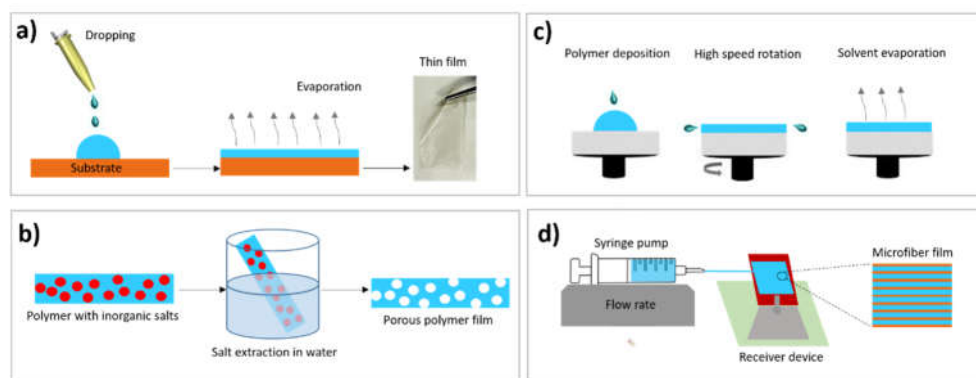 a)
Dropping
Evaporation
Thin film
Substrate
b)
Polymer with inorganic salts
Salt extraction in water
Porous polymer film
c)
Polymer deposition
High speed rotation
Solvent evaporation
d)
Syringe pump
Flow rate
Microfiber film
Receiver device